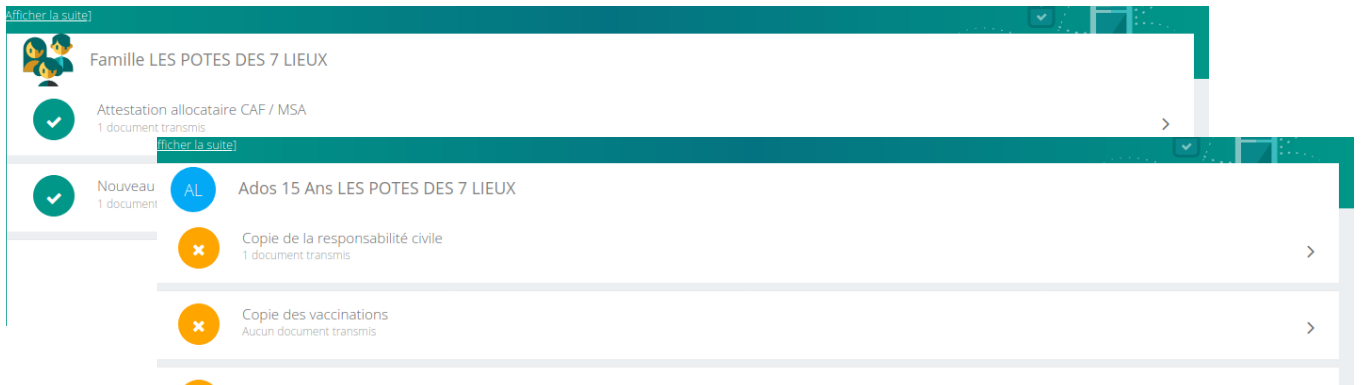 Afficher la suite]
Famille LES POTES DES 7 LIEUX
Attestation allocataire CAF / MSA
1 document transmis
Nouveau
1 document
fficher la suite]
AL
Ados 15 Ans LES POTES DES 7 LIEUX
Copie de la responsabilité civile
1 document transmis
Copie des vaccinations
Aucun document transmis